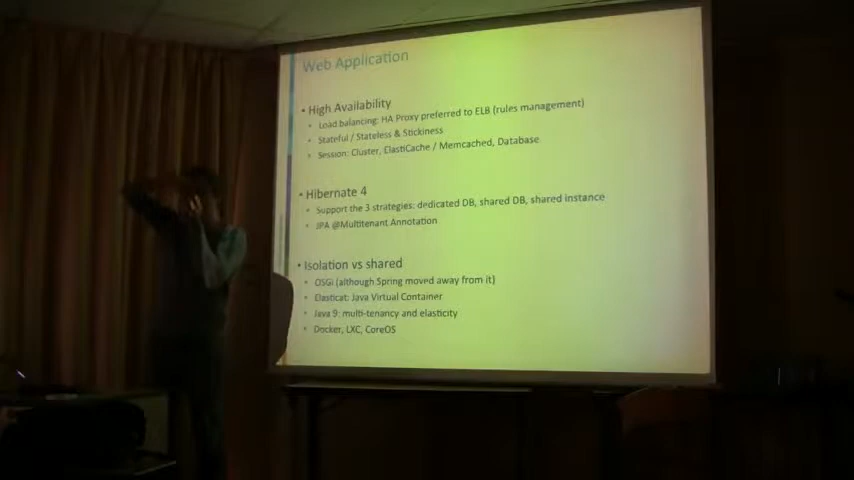 Web Application
• High Availability
• Load balancing: HA Proxy preferred to ELB (rules management)
• Stateful / Stateless & Stickiness
• Session: Cluster, ElastiCache / Memcached, Database
• Hibernate 4
• Support the 3 strategies: dedicated DB, shared DB, shared instance
• JPA @Multitenant Annotation
• Isolation vs shared
• OSGi (although Spring moved away from it)
• Elasticat: Java Virtual Container
• Java 9: multi-tenancy and elasticity
• Docker, LXC, CoreOS